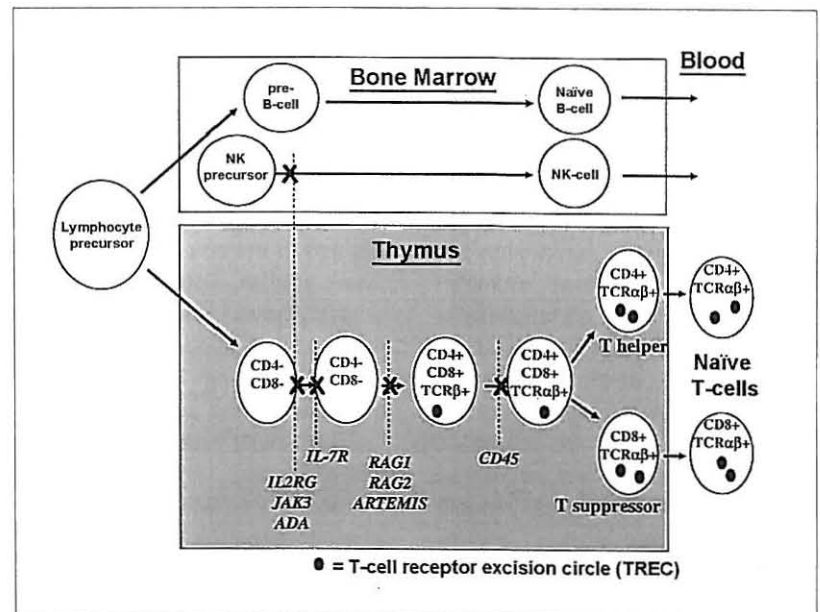 Blood
Bone Marrow
pre-
B-cell
Naïve
B-cell
NK
precursor
NK-cell
Lymphocyte
precursor
Thymus
CD4+
TCRαβ+
T helper
CD4+
TCRαβ+
CD4-
CD8-
CD4-
CD8-
CD4+
CD8+
TCRβ+
CD4+
CD8+
TCRαβ+
Naïve
T-cells
IL-7R
IL2RG
JAK3
ADA
RAG1
RAG2
ARTEMIS
CD45
CD8+
TCRαβ+
T suppressor
CD8+
TCRαβ+
= T-cell receptor excision circle (TREC)